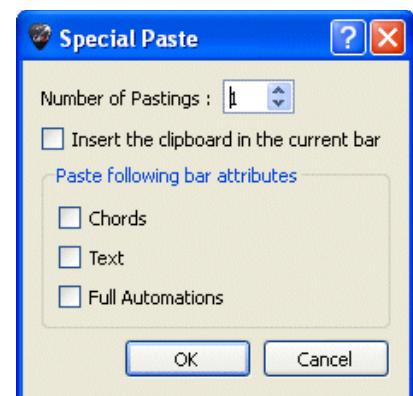 Special Paste
Number of Pastings : 1
Insert the clipboard in the current bar
Paste following bar attributes
Chords
Text
Full Automations
OK Cancel